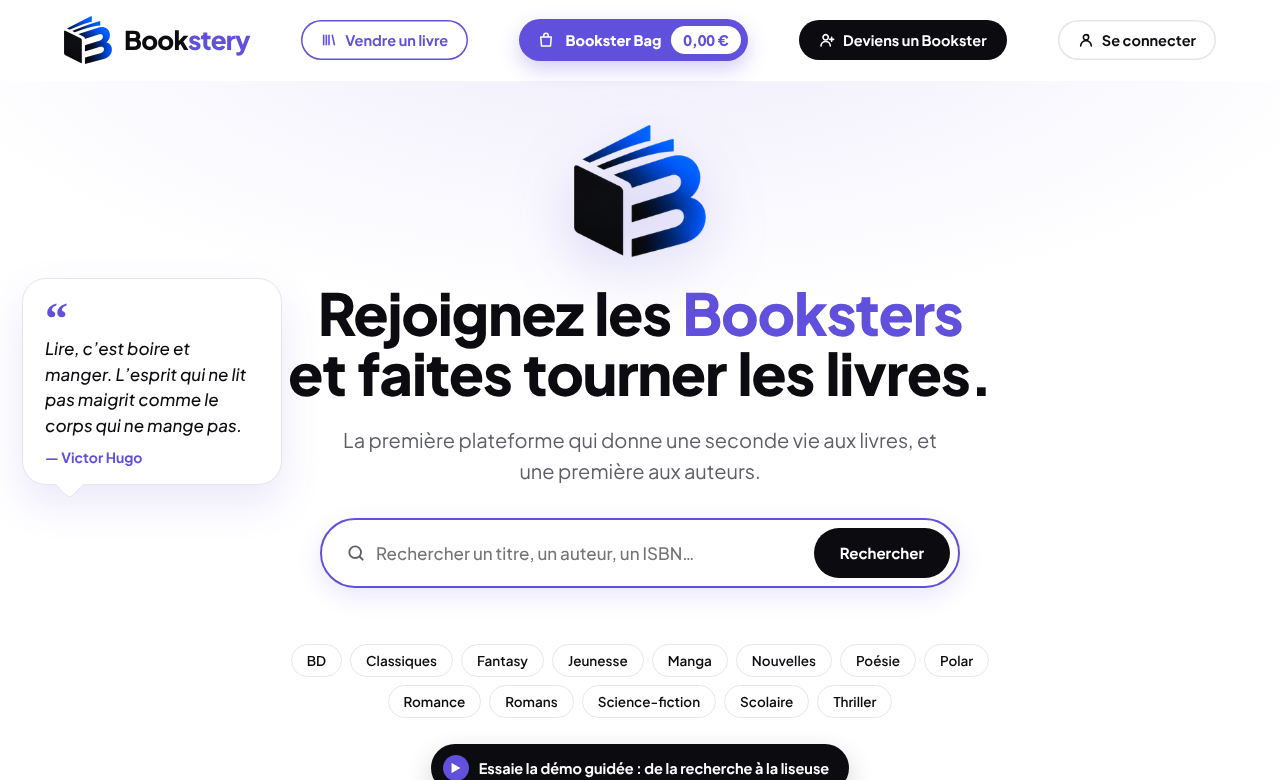 Bookstery
Vendre un livre
Bookster Bag 0,00 €
Deviens un Bookster
Se connecter
Rejoignez les Booksters
et faites tourner les livres.
“
Lire, c’est boire et
manger. L’esprit qui ne lit
pas maigrit comme le
corps qui ne mange pas.
— Victor Hugo
La première plateforme qui donne une seconde vie aux livres, et
une première aux auteurs.
Rechercher un titre, un auteur, un ISBN…
Rechercher
BD Classiques Fantasy Jeunesse Manga Nouvelles Poésie Polar
Romance Romans Science-fiction Scolaire Thriller
Essaie la démo guidée : de la recherche à la liseuse